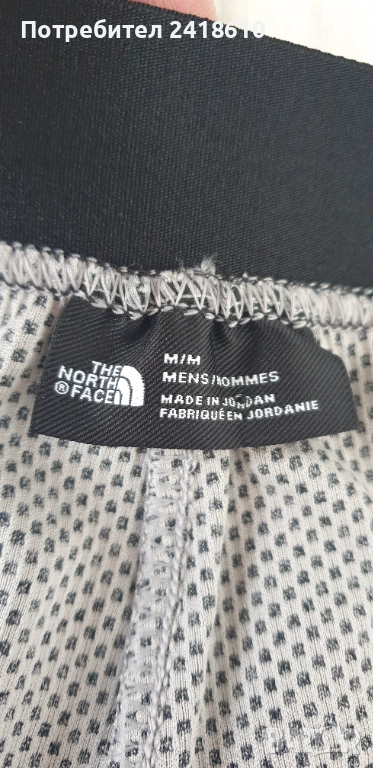 Потребител 2418610
THE
NORTH
®FACE
M/M
MENS/HOMMES
MADE IN JORDAN
FABRIQUÉ EN JORDANIE